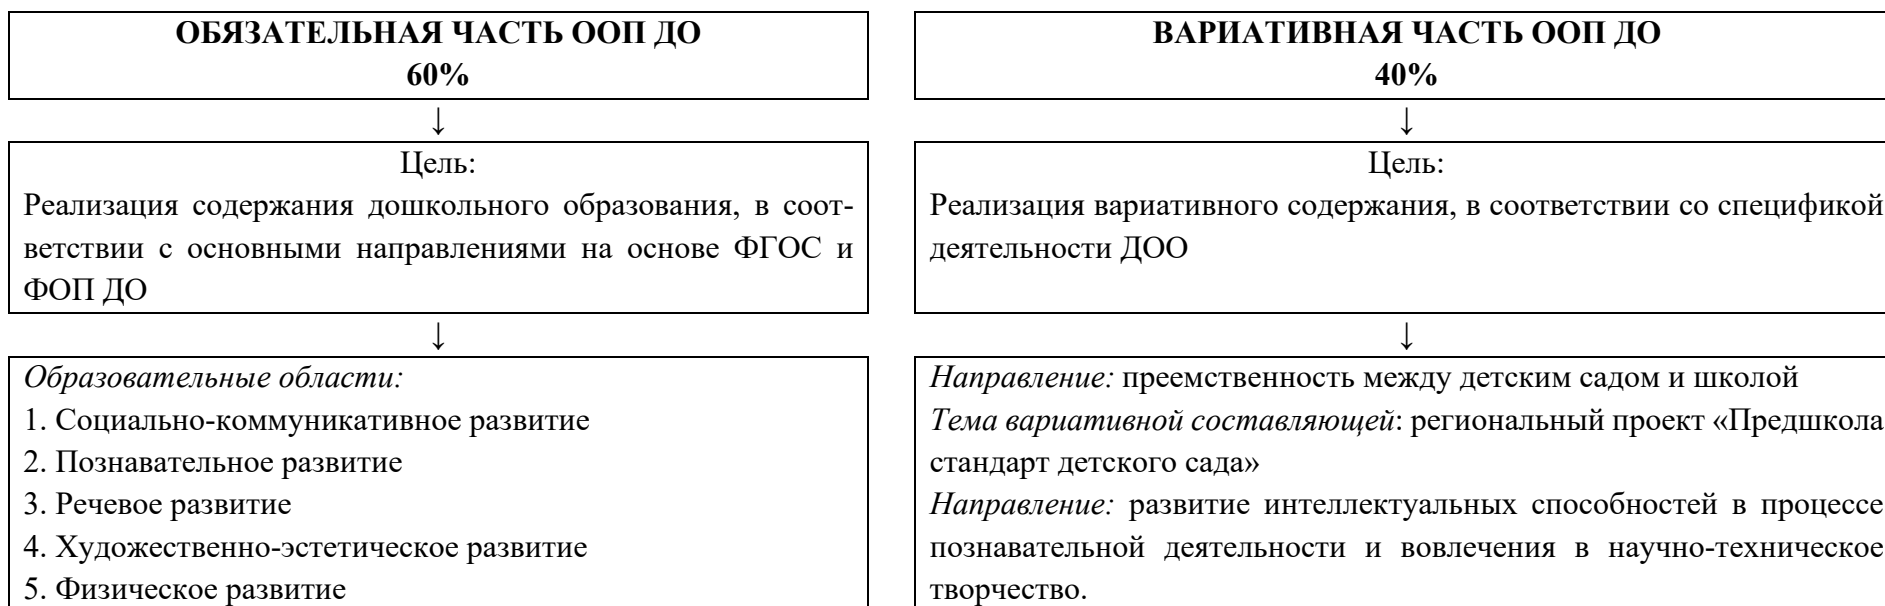 ОБЯЗАТЕЛЬНАЯ ЧАСТЬ ООП ДО
60%
↓
Цель:
Реализация содержания дошкольного образования, в соот-
ветствии с основными направлениями на основе ФГОС и
ФОП ДО
↓
Образовательные области:
1. Социально-коммуникативное развитие
2. Познавательное развитие
3. Речевое развитие
4. Художественно-эстетическое развитие
5. Физическое развитие
ВАРИАТИВНАЯ ЧАСТЬ ООП ДО
40%
↓
Цель:
Реализация вариативного содержания, в соответствии со спецификой
деятельности ДОО
↓
Направление: преемственность между детским садом и школой
Тема вариативной составляющей: региональный проект «Предшкола
стандарт детского сада»
Направление: развитие интеллектуальных способностей в процессе
познавательной деятельности и вовлечения в научно-техническое
творчество.